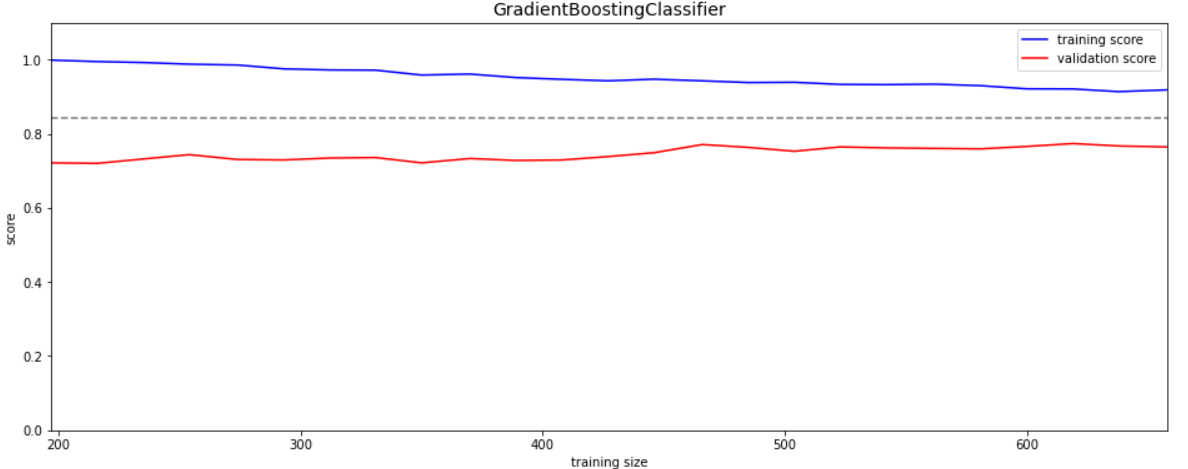 GradientBoostingClassifier
training score
validation score
1.0
0.8
0.6
0.4
0.2
0.0
score
200
300
400
500
600
training size